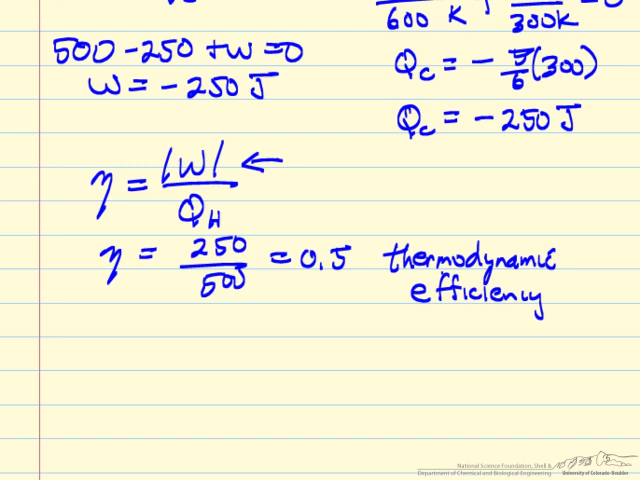 600 K + 300K = 0
500 - 250 + W = 0
W = - 250 J
Qc = - 5/6 (300)
Qc = - 250 J
η = |W| / QH ←
η = 250 / 500 = 0.5 thermodynamic
efficiency
National Science Foundation, Shell &
Department of Chemical and Biological Engineering
University of Colorado-Boulder